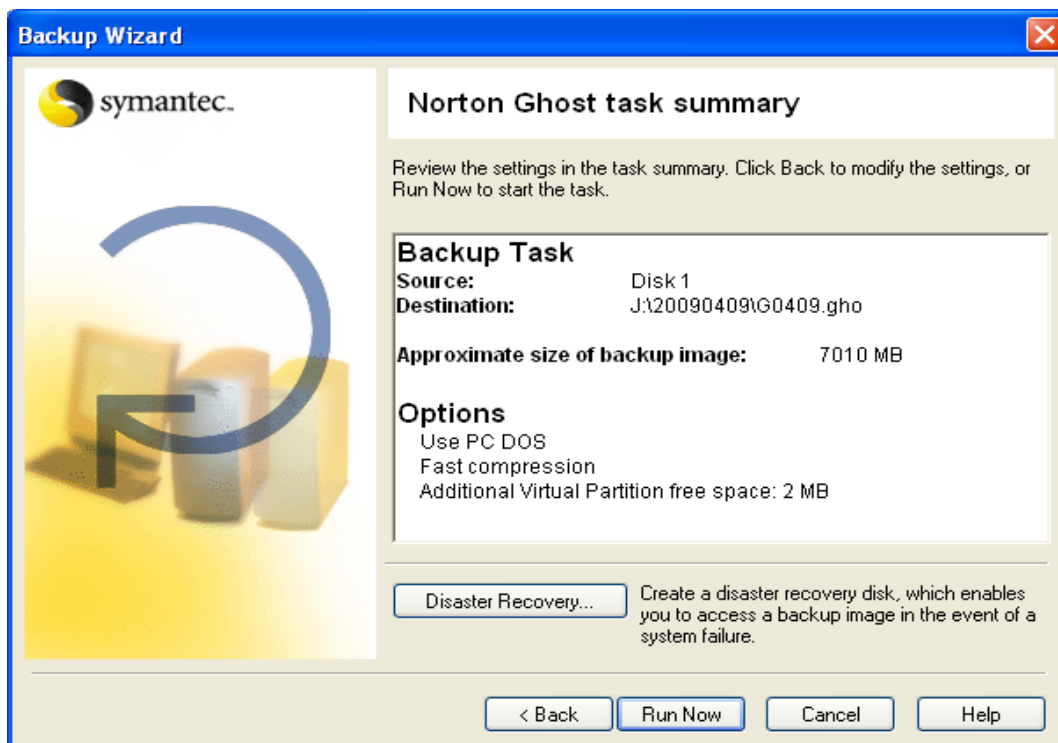 Backup Wizard
symantec.
Norton Ghost task summary
Review the settings in the task summary. Click Back to modify the settings, or
Run Now to start the task.
Backup Task
Source: Disk 1
Destination: J:\20090409\G0409.gho
Approximate size of backup image: 7010 MB
Options
Use PC DOS
Fast compression
Additional Virtual Partition free space: 2 MB
Disaster Recovery...
Create a disaster recovery disk, which enables
you to access a backup image in the event of a
system failure.
< Back Run Now Cancel Help